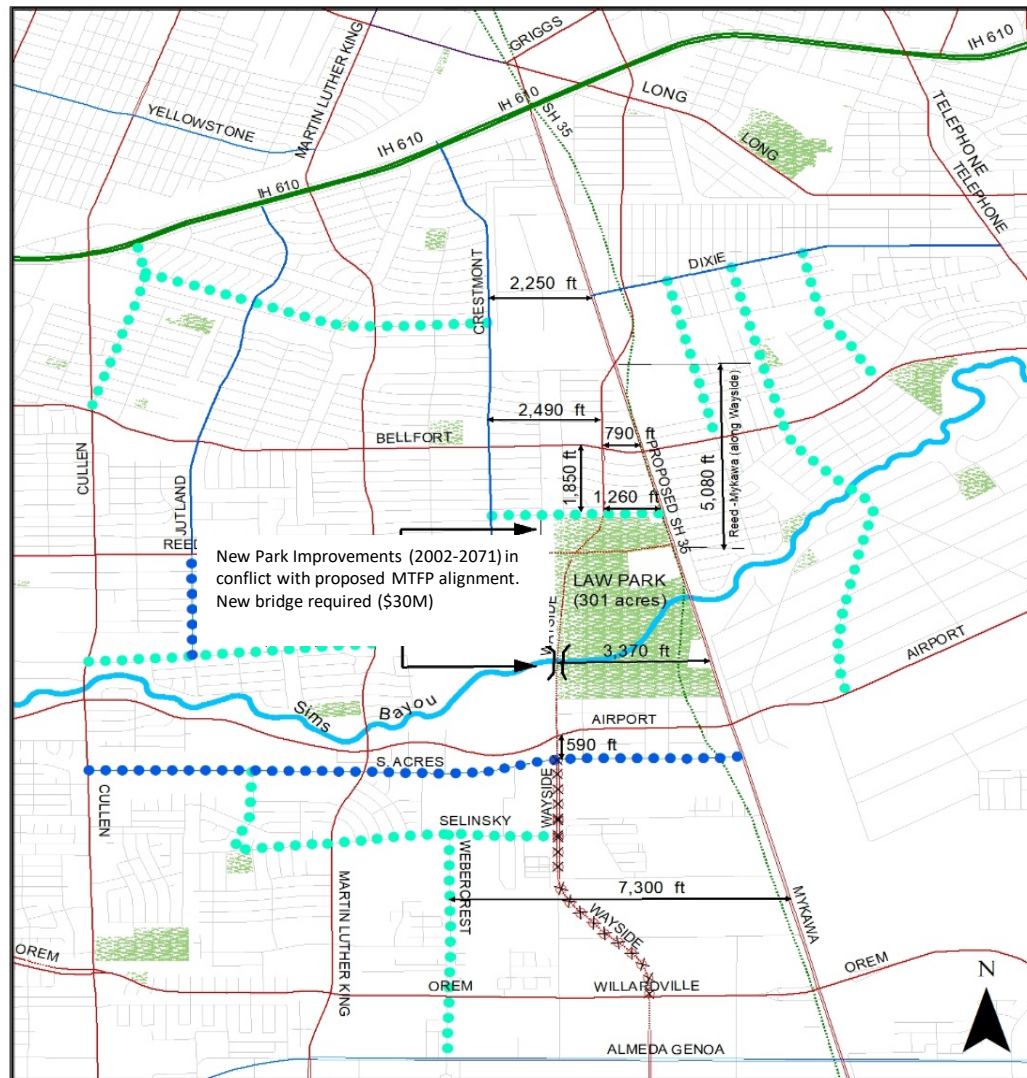 GRIGGS
IH 610
MARTIN LUTHER KING
LONG
IH 610
SH 35
TELEPHONE
YELLOWSTONE
IH 610
LONG
TELEPHONE
IH 610
DIXIE
2,250 ft
CRESTMONT
Reed -Mykawa (along Wayside)
5,080 ft
2,490 ft
BELLFORT
790 ft
PROPOSED SH 35
CULLEN
1,850 ft
JUTLAND
1,260 ft
REED
New Park Improvements (2002-2071) in
conflict with proposed MTFP alignment.
New bridge required ($30M)
LAW PARK
(301 acres)
WAYSIDE
3,370 ft
AIRPORT
Sims Bayou
AIRPORT
590 ft
S. ACRES
CULLEN
WAYSIDE
SELINSKY
WEBERCREST
MARTIN LUTHER KING
7,300 ft
MYKAWA
WAYSIDE
OREM
OREM
N
OREM
WILLARDVILLE
ALMEDA GENOA